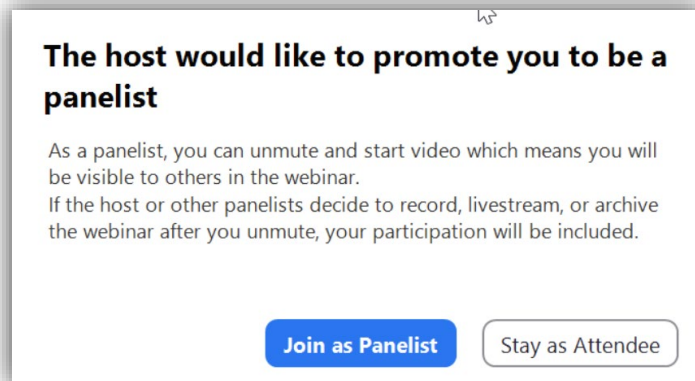 The host would like to promote you to be a
panelist
As a panelist, you can unmute and start video which means you will
be visible to others in the webinar.
If the host or other panelists decide to record, livestream, or archive
the webinar after you unmute, your participation will be included.
Join as Panelist
Stay as Attendee